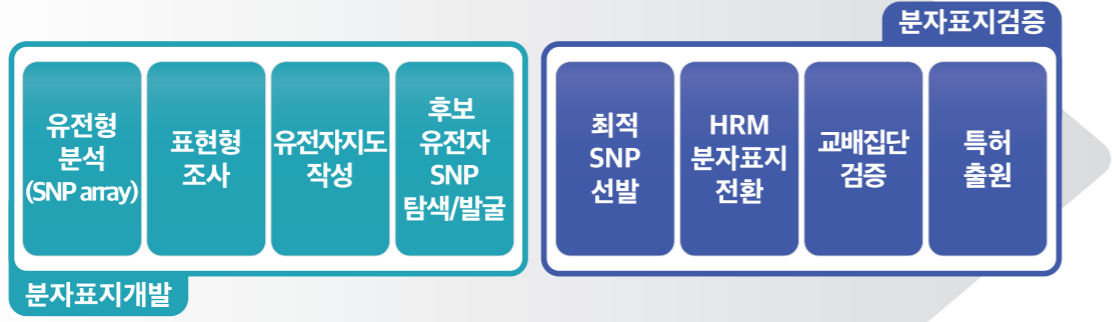 분자표지검증
유전형
분석
(SNP array)
표현형
조사
유전자지도
작성
후보
유전자
SNP
탐색/발굴
최적
SNP
선발
HRM
분자표지
전환
교배집단
검증
특허
출원
분자표지개발